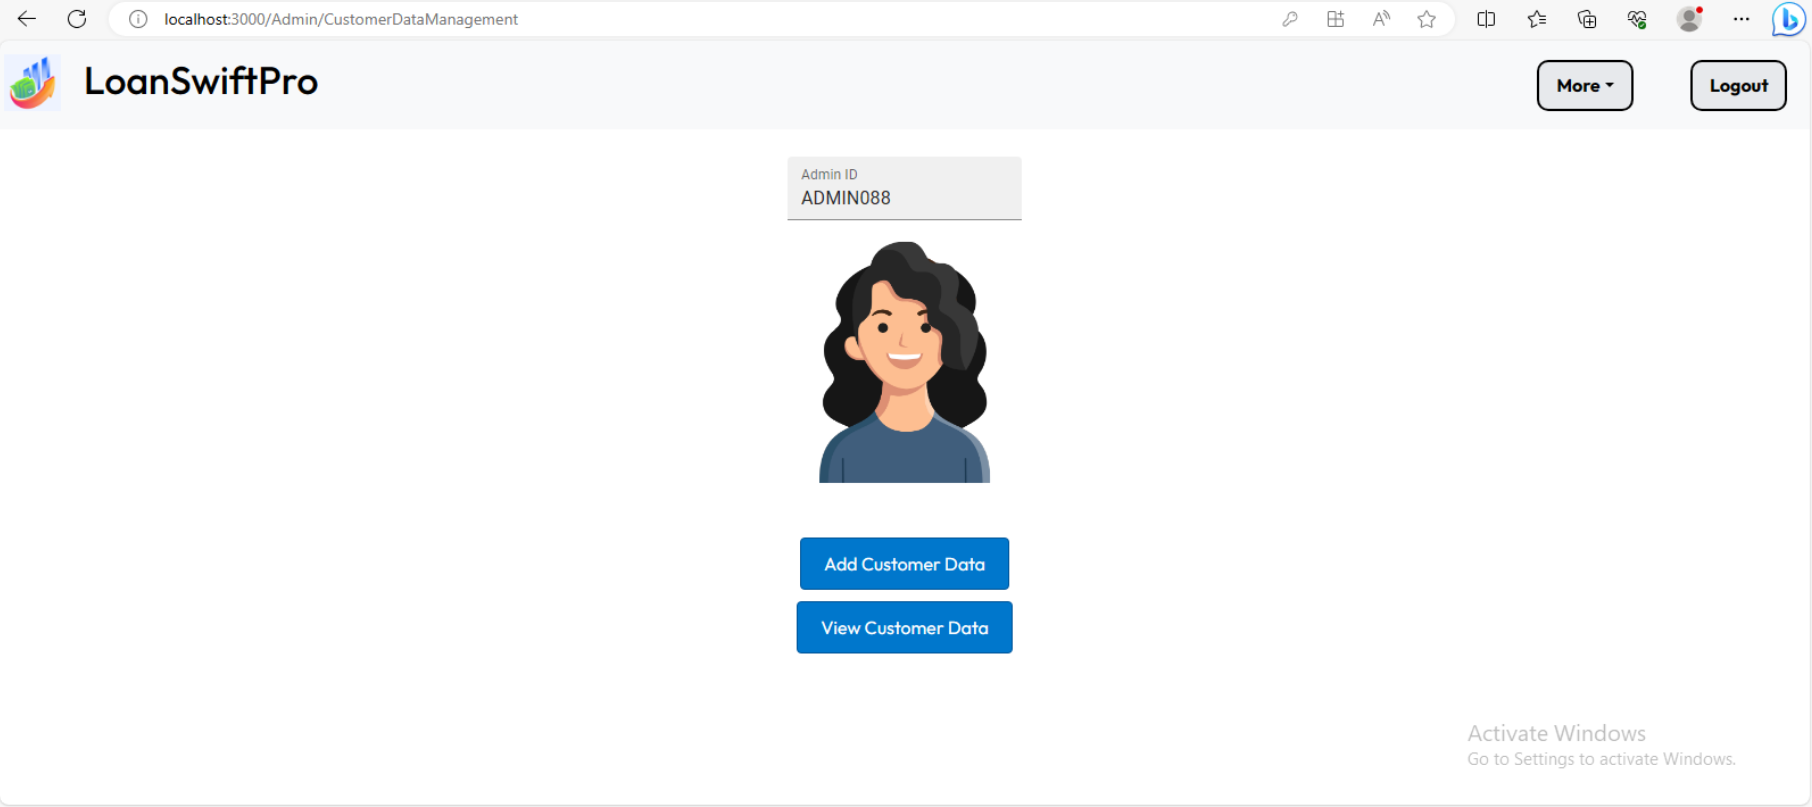 localhost:3000/Admin/CustomerDataManagement
LoanSwiftPro
More
Logout
Admin ID
ADMIN088
Add Customer Data
View Customer Data
Activate Windows
Go to Settings to activate Windows.